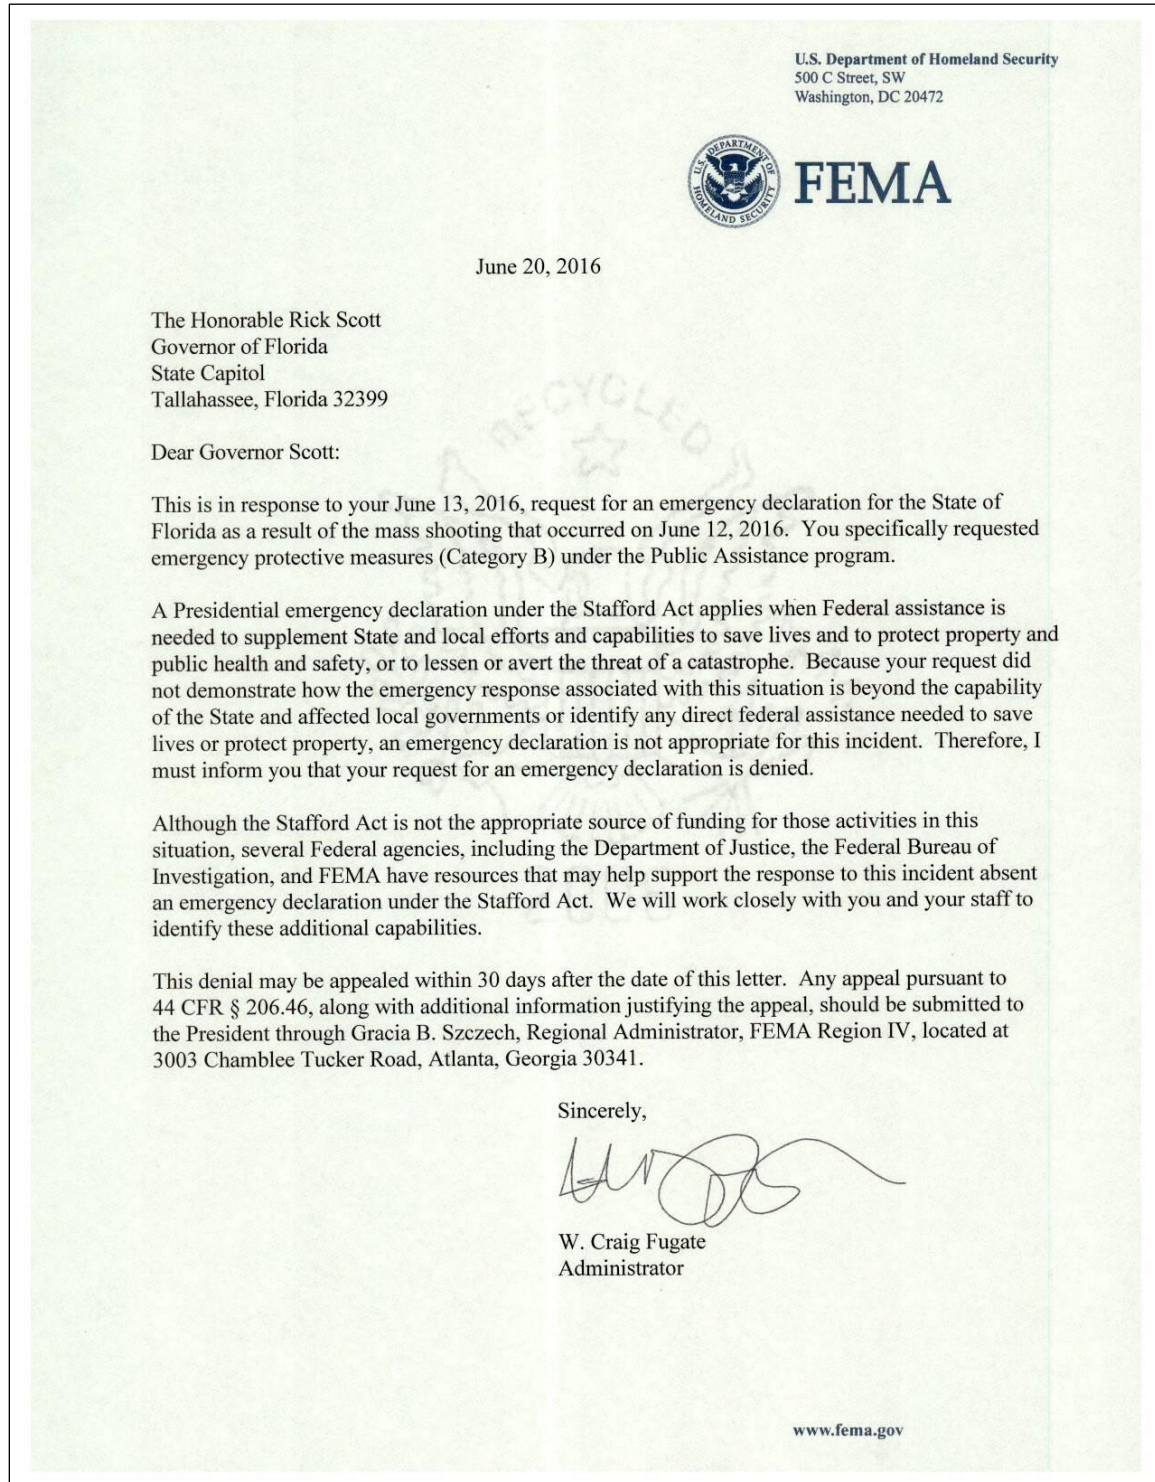 U.S. Department of Homeland Security
500 C Street, SW
Washington, DC 20472
U.S. DEPARTMENT OF HOMELAND SECURITY
FEMA
June 20, 2016
The Honorable Rick Scott
Governor of Florida
State Capitol
Tallahassee, Florida 32399
RECYCLED
Dear Governor Scott:
This is in response to your June 13, 2016, request for an emergency declaration for the State of
Florida as a result of the mass shooting that occurred on June 12, 2016. You specifically requested
emergency protective measures (Category B) under the Public Assistance program.
A Presidential emergency declaration under the Stafford Act applies when Federal assistance is
needed to supplement State and local efforts and capabilities to save lives and to protect property and
public health and safety, or to lessen or avert the threat of a catastrophe. Because your request did
not demonstrate how the emergency response associated with this situation is beyond the capability
of the State and affected local governments or identify any direct federal assistance needed to save
lives or protect property, an emergency declaration is not appropriate for this incident. Therefore, I
must inform you that your request for an emergency declaration is denied.
Although the Stafford Act is not the appropriate source of funding for those activities in this
situation, several Federal agencies, including the Department of Justice, the Federal Bureau of
Investigation, and FEMA have resources that may help support the response to this incident absent
an emergency declaration under the Stafford Act. We will work closely with you and your staff to
identify these additional capabilities.
This denial may be appealed within 30 days after the date of this letter. Any appeal pursuant to
44 CFR § 206.46, along with additional information justifying the appeal, should be submitted to
the President through Gracia B. Szczech, Regional Administrator, FEMA Region IV, located at
3003 Chamblee Tucker Road, Atlanta, Georgia 30341.
Sincerely,
W. Craig Fugate
Administrator
www.fema.gov